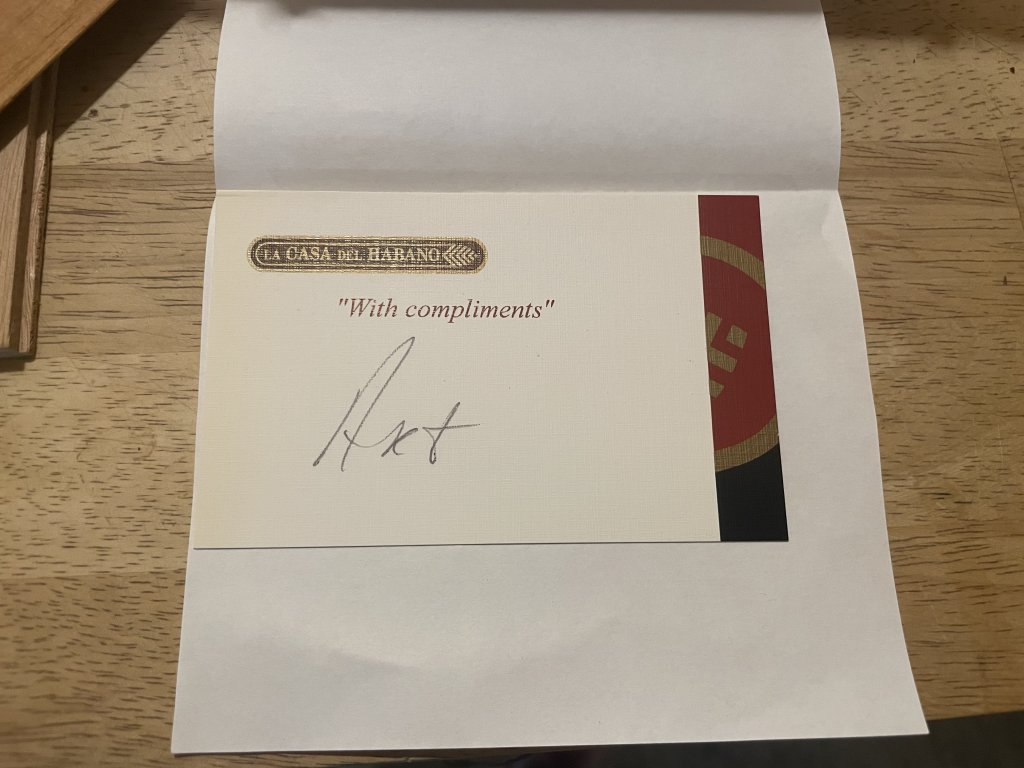 LA CASA DEL HABANO
"With compliments"